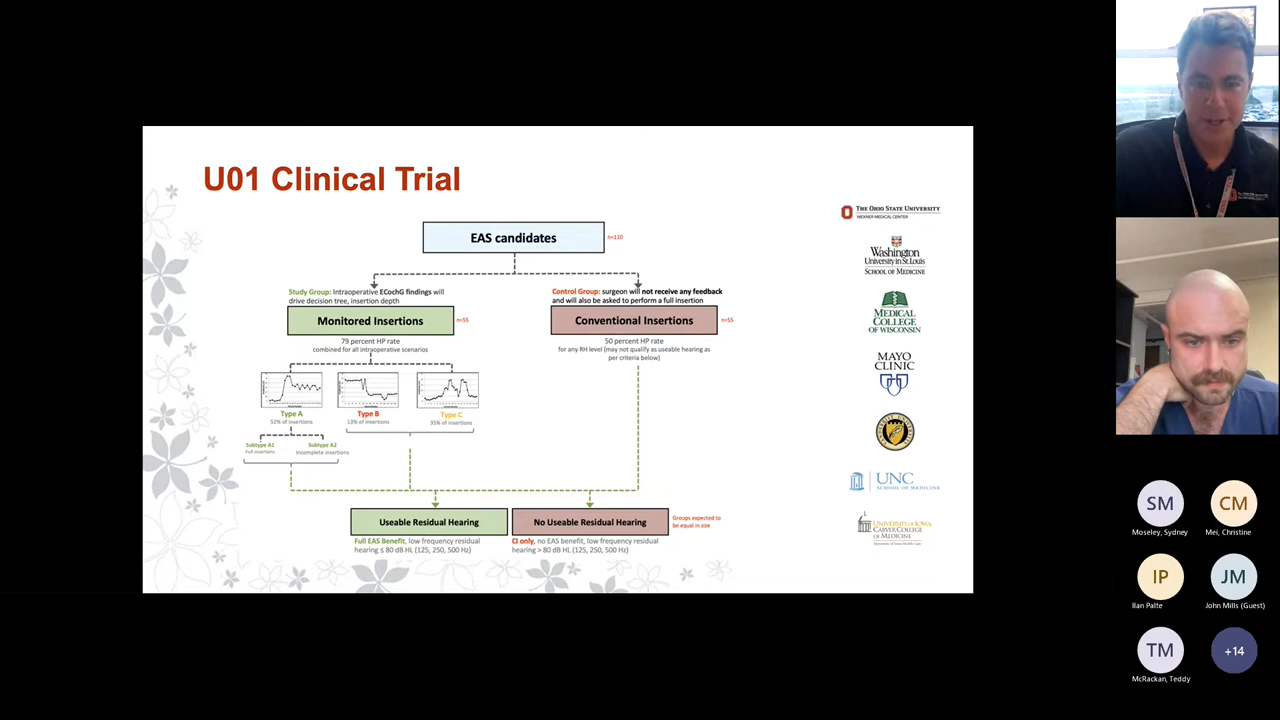 U01 Clinical Trial
EAS candidates
n=110
Study Group: Intraoperative ECochG findings will
drive decision tree, insertion depth
Monitored Insertions
n=55
79 percent HP rate
combined for all intraoperative scenarios
Control Group: surgeon will not receive any feedback
and will also be asked to perform a full insertion
Conventional Insertions
n=55
50 percent HP rate
for any RH level (may not qualify as useable hearing as
per criteria below)
Type A
52% of insertions
Type B
13% of insertions
Type C
35% of insertions
Subtype A1
Full insertions
Subtype A2
Incomplete insertions
Useable Residual Hearing
Full EAS Benefit, low frequency residual
hearing ≤ 80 dB HL (125, 250, 500 Hz)
No Useable Residual Hearing
CI only, no EAS benefit, low frequency residual
hearing > 80 dB HL (125, 250, 500 Hz)
Groups expected to
be equal in size
THE OHIO STATE UNIVERSITY
WEXNER MEDICAL CENTER
Washington
University in St. Louis
SCHOOL OF MEDICINE
MEDICAL
COLLEGE
OF WISCONSIN
MAYO
CLINIC
UNC
SCHOOL OF MEDICINE
UNIVERSITY OF IOWA
CARVER COLLEGE
OF MEDICINE
University of Iowa Health Care
SM
Moseley, Sydney
CM
Mei, Christine
IP
Ilan Palte
JM
John Mills (Guest)
TM
McRackan, Teddy
+14